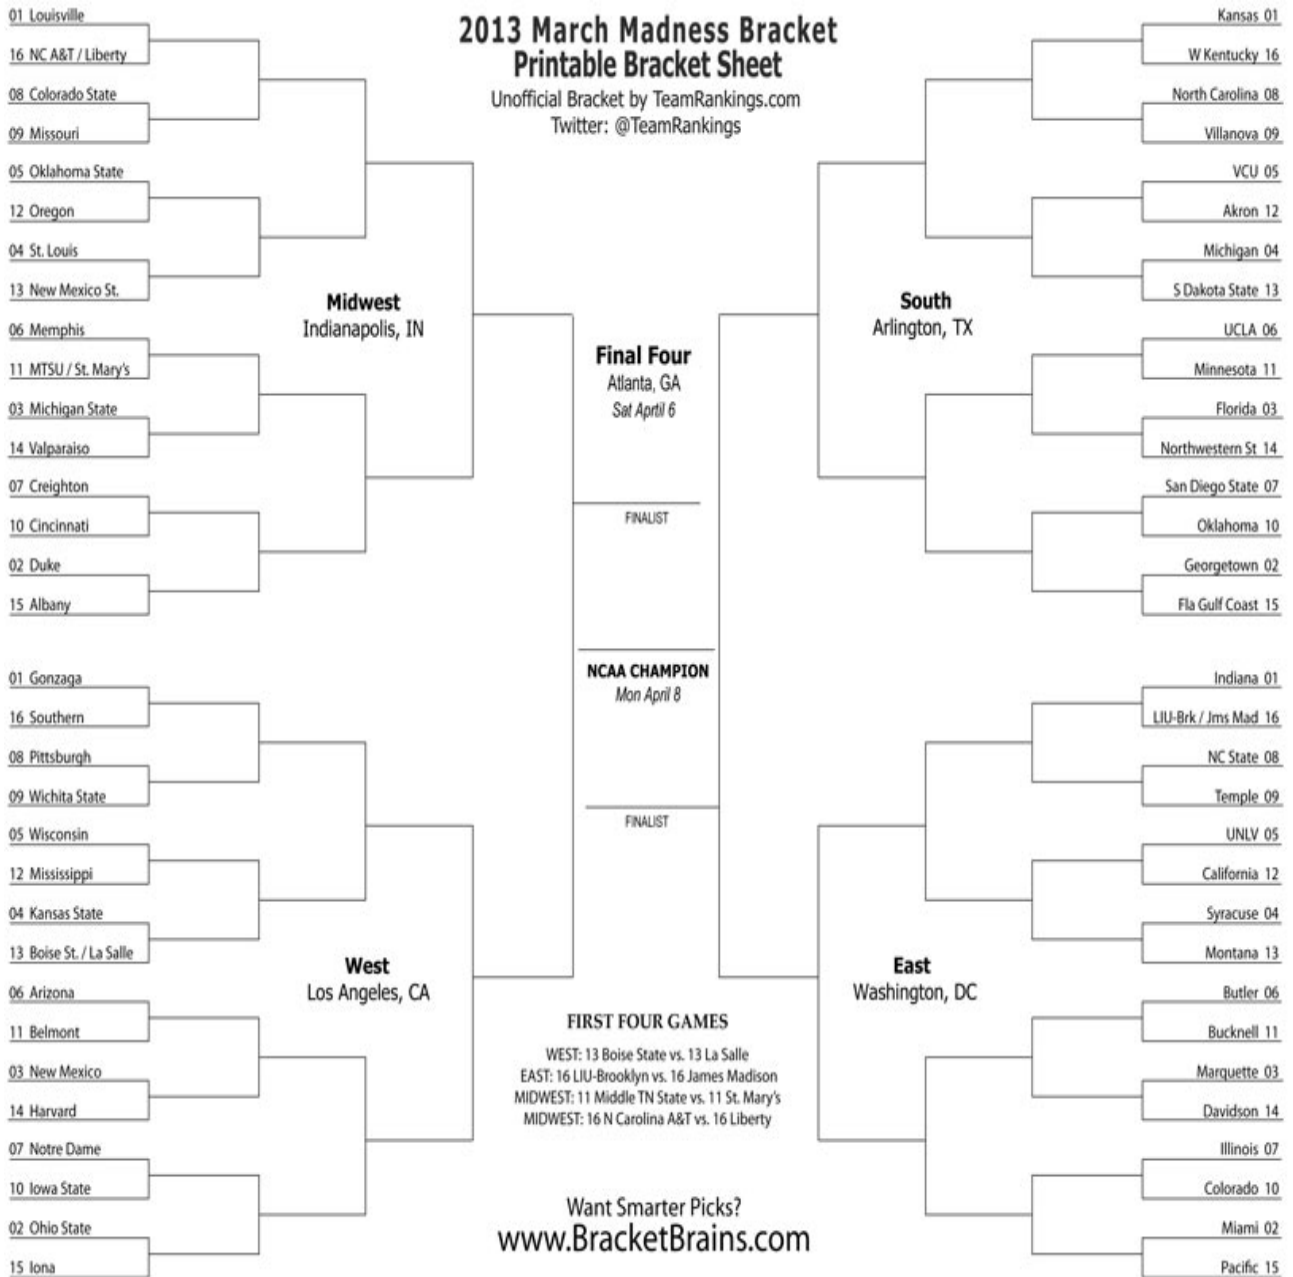 2013 March Madness Bracket
Printable Bracket Sheet
Unofficial Bracket by TeamRankings.com
Twitter: @TeamRankings
01 Louisville
16 NC A&T / Liberty
08 Colorado State
09 Missouri
05 Oklahoma State
12 Oregon
04 St. Louis
13 New Mexico St.
06 Memphis
11 MTSU / St. Mary's
03 Michigan State
14 Valparaiso
07 Creighton
10 Cincinnati
02 Duke
15 Albany
Midwest
Indianapolis, IN
01 Gonzaga
16 Southern
08 Pittsburgh
09 Wichita State
05 Wisconsin
12 Mississippi
04 Kansas State
13 Boise St. / La Salle
06 Arizona
11 Belmont
03 New Mexico
14 Harvard
07 Notre Dame
10 Iowa State
02 Ohio State
15 Iona
West
Los Angeles, CA
Final Four
Atlanta, GA
Sat Aprtil 6
FINALIST
NCAA CHAMPION
Mon April 8
FINALIST
Kansas 01
W Kentucky 16
North Carolina 08
Villanova 09
VCU 05
Akron 12
Michigan 04
S Dakota State 13
UCLA 06
Minnesota 11
Florida 03
Northwestern St 14
San Diego State 07
Oklahoma 10
Georgetown 02
Fla Gulf Coast 15
South
Arlington, TX
Indiana 01
LIU-Brk / Jms Mad 16
NC State 08
Temple 09
UNLV 05
California 12
Syracuse 04
Montana 13
Butler 06
Bucknell 11
Marquette 03
Davidson 14
Illinois 07
Colorado 10
Miami 02
Pacific 15
East
Washington, DC
FIRST FOUR GAMES
WEST: 13 Boise State vs. 13 La Salle
EAST: 16 LIU-Brooklyn vs. 16 James Madison
MIDWEST: 11 Middle TN State vs. 11 St. Mary's
MIDWEST: 16 N Carolina A&T vs. 16 Liberty
Want Smarter Picks?
www.BracketBrains.com